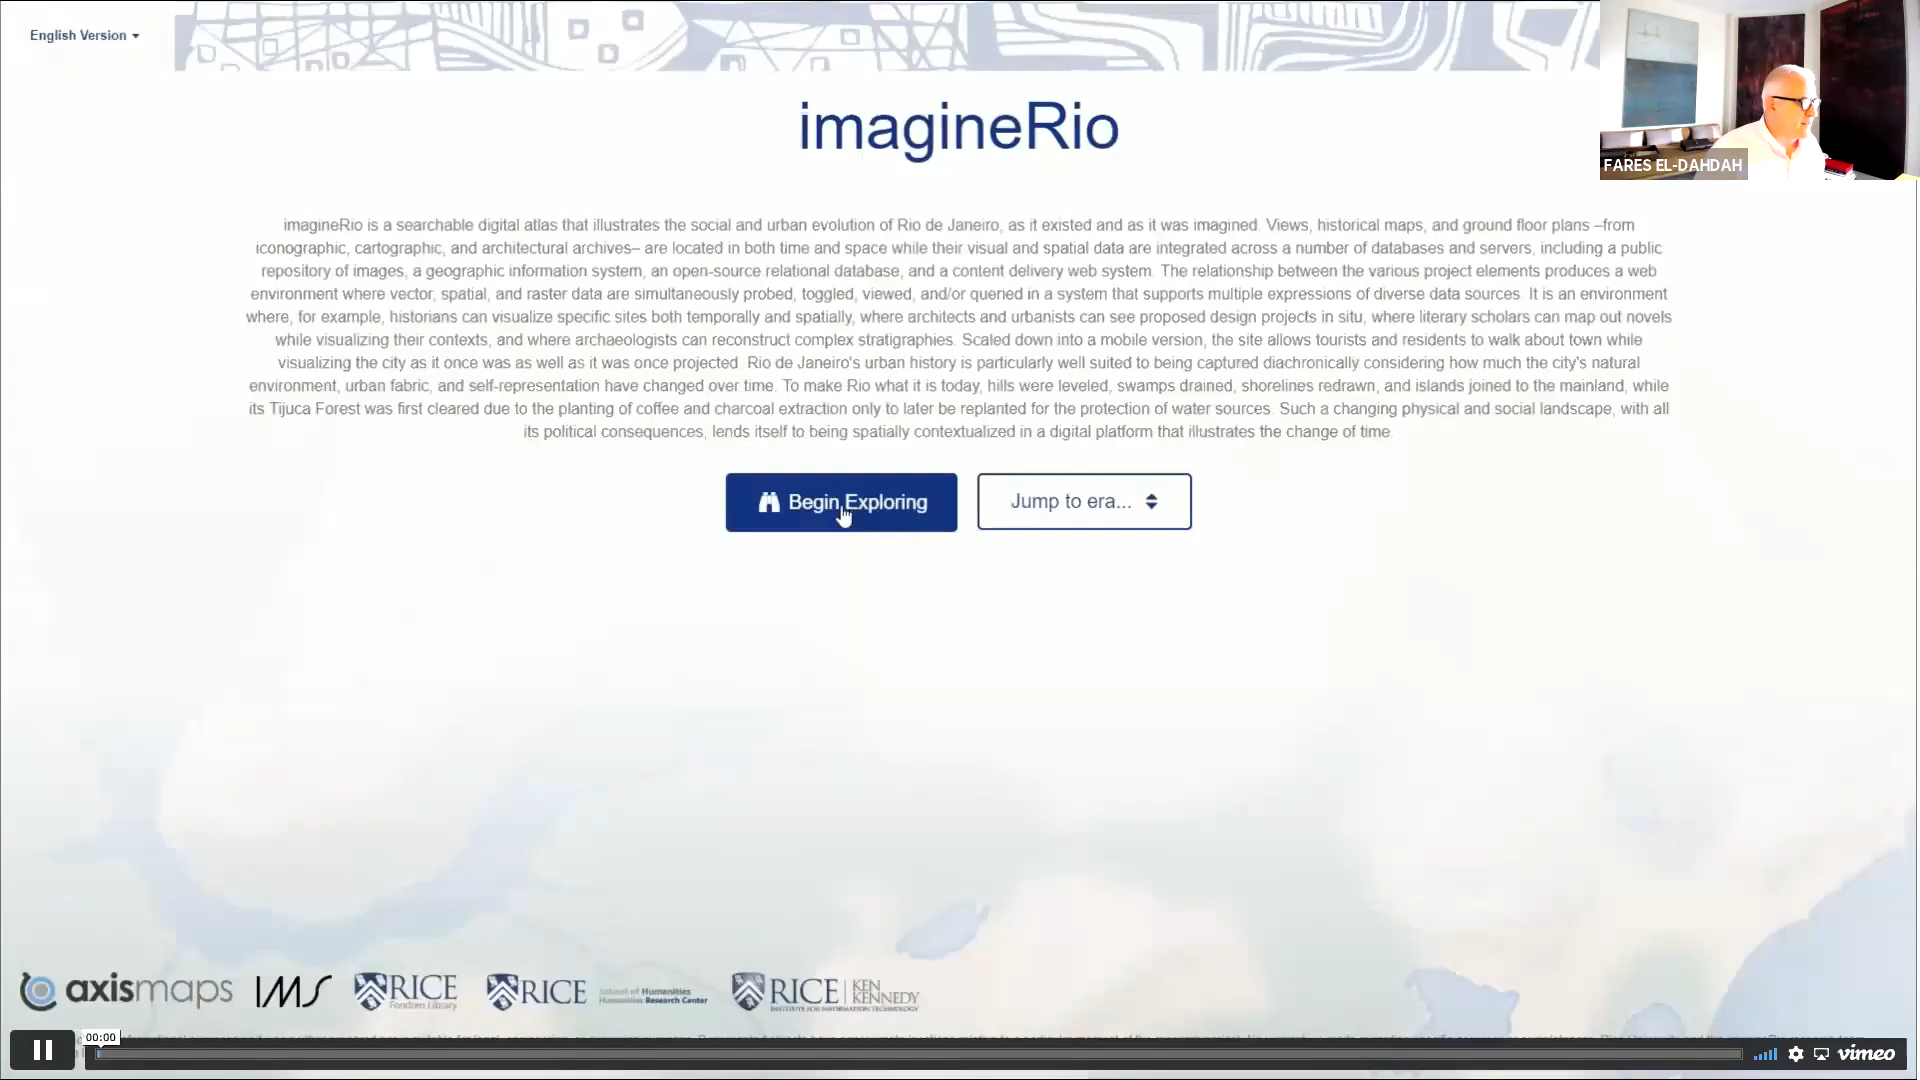 English Version
imagineRio
FARES EL-DAHDAH
imagineRio is a searchable digital atlas that illustrates the social and urban evolution of Rio de Janeiro, as it existed and as it was imagined. Views, historical maps, and ground floor plans –from
iconographic, cartographic, and architectural archives– are located in both time and space while their visual and spatial data are integrated across a number of databases and servers, including a public
repository of images, a geographic information system, an open-source relational database, and a content delivery web system. The relationship between the various project elements produces a web
environment where vector, spatial, and raster data are simultaneously probed, toggled, viewed, and/or queried in a system that supports multiple expressions of diverse data sources. It is an environment
where, for example, historians can visualize specific sites both temporally and spatially, where architects and urbanists can see proposed design projects in situ, where literary scholars can map out novels
while visualizing their contexts, and where archaeologists can reconstruct complex stratigraphies. Scaled down into a mobile version, the site allows tourists and residents to walk about town while
visualizing the city as it once was as well as it was once projected. Rio de Janeiro's urban history is particularly well suited to being captured diachronically considering how much the city's natural
environment, urban fabric, and self-representation have changed over time. To make Rio what it is today, hills were leveled, swamps drained, shorelines redrawn, and islands joined to the mainland, while
its Tijuca Forest was first cleared due to the planting of coffee and charcoal extraction only to later be replanted for the protection of water sources. Such a changing physical and social landscape, with all
its political consequences, lends itself to being spatially contextualized in a digital platform that illustrates the change of time.
Begin Exploring
Jump to era...
axismaps
IMS
RICE
Fondren Library
RICE
School of Humanities
Humanities Research Center
RICE
KEN
KENNEDY
INSTITUTE FOR INFORMATION TECHNOLOGY
00:00
vimeo